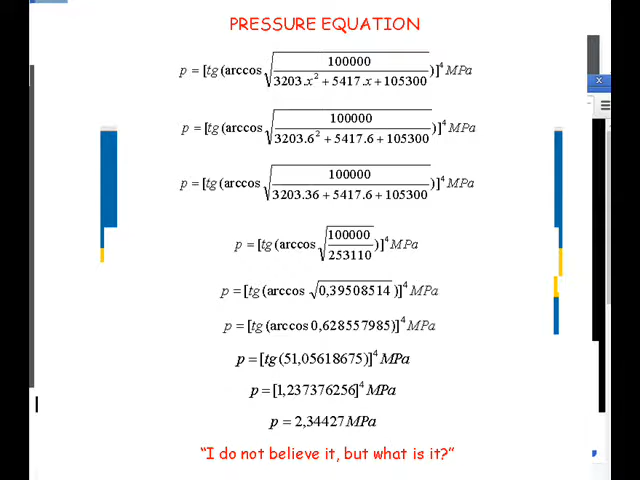 PRESSURE EQUATION
p = [tg (arccos √(100000 / (3203.x² + 5417.x + 105300)))]⁴ MPa
p = [tg (arccos √(100000 / (3203.6² + 5417.6 + 105300)))]⁴ MPa
p = [tg (arccos √(100000 / (3203.36 + 5417.6 + 105300)))]⁴ MPa
p = [tg (arccos √(100000 / 253110))]⁴ MPa
p = [tg (arccos √0,39508514)]⁴ MPa
p = [tg (arccos 0,628557985)]⁴ MPa
p = [tg (51,05618675)]⁴ MPa
p = [1,237376256]⁴ MPa
p = 2,34427 MPa
“I do not believe it, but what is it?”